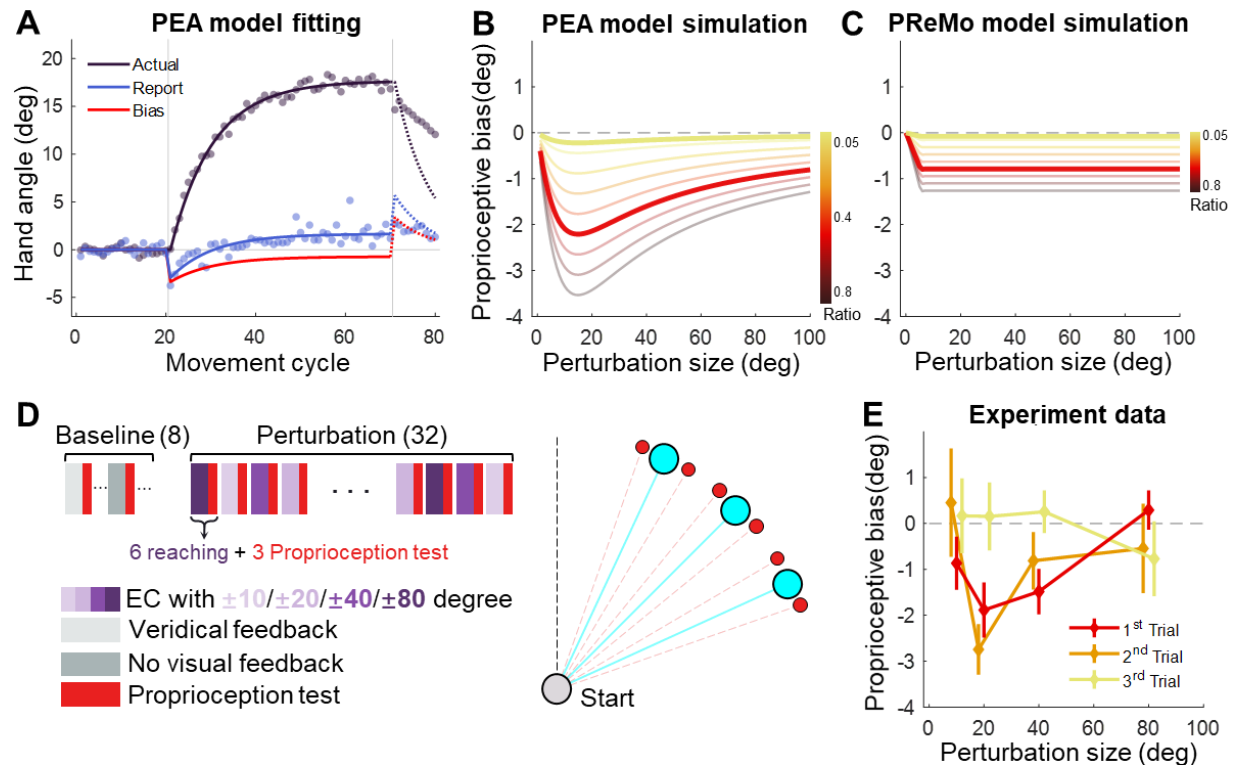 A
PEA model fitting
Hand angle (deg)
20
15
10
5
0
-5
Actual
Report
Bias
0
20
40
60
80
Movement cycle
B
PEA model simulation
Proprioceptive bias(deg)
1
0
-1
-2
-3
-4
0
20
40
60
80
100
Perturbation size (deg)
0.05
0.4
0.8
Ratio
C
PReMo model simulation
1
0
-1
-2
-3
-4
0
20
40
60
80
100
Perturbation size (deg)
0.05
0.8
Ratio
D
Baseline (8)
Perturbation (32)
...
...
. . .
6 reaching + 3 Proprioception test
EC with ±10/±20/±40/±80 degree
Veridical feedback
No visual feedback
Proprioception test
Start
E
Experiment data
Proprioceptive bias(deg)
1
0
-1
-2
-3
-4
1st Trial
2nd Trial
3rd Trial
0
20
40
60
80
100
Perturbation size (deg)